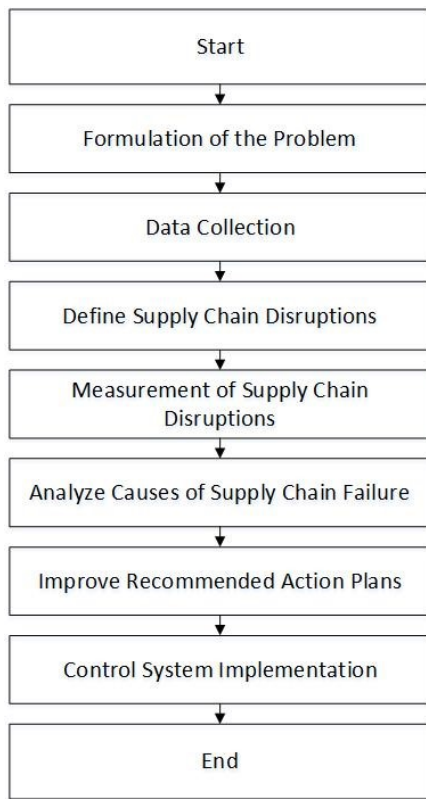 Start
Formulation of the Problem
Data Collection
Define Supply Chain Disruptions
Measurement of Supply Chain
Disruptions
Analyze Causes of Supply Chain Failure
Improve Recommended Action Plans
Control System Implementation
End